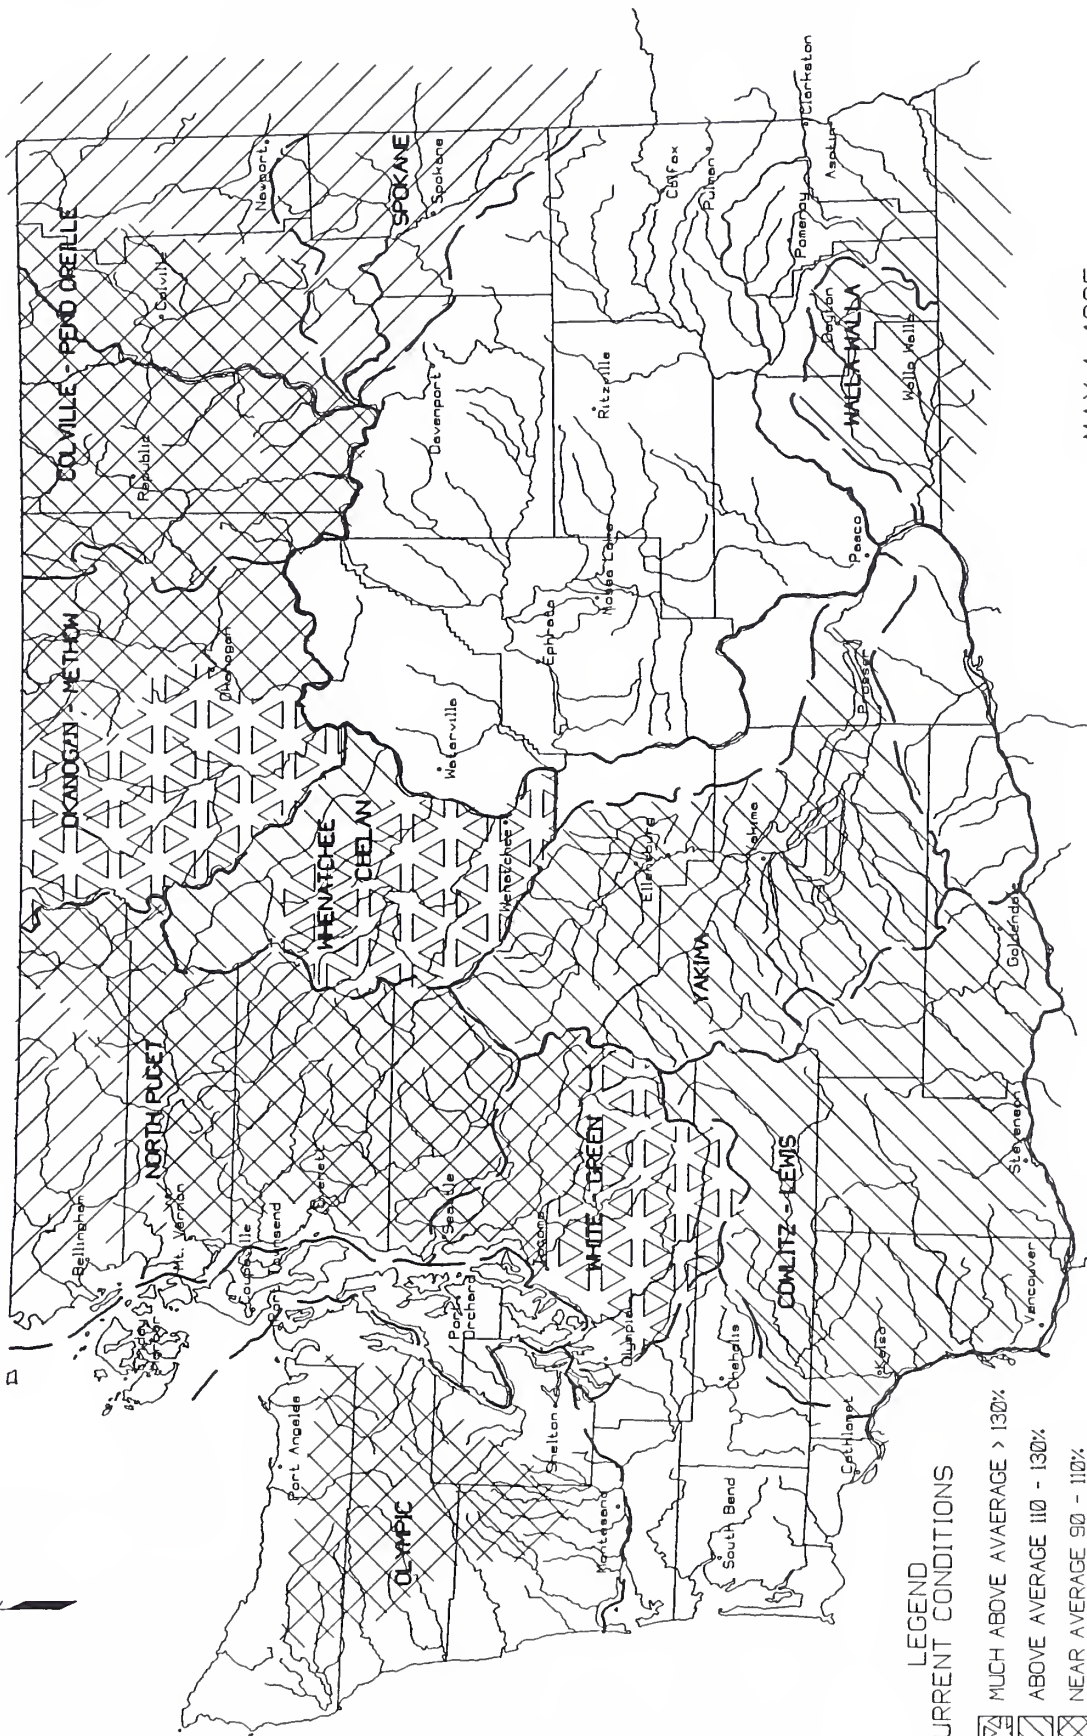 OKANOGAN - METHOW
COLVILLE - PEND OREILLE
NORTH PUGET
Bellingham
Mt. Vernon
Coupeville
Port Townsend
Everett
Republic
Colville
Newport
Okanogan
WHENATCHEE
CHELAN
SPOKANE
Spokane
Davenport
Waterville
Wenatchee
Ephrata
Moses Lake
Ritzville
Colfax
Pulman
Port Angeles
OLYMPIC
Port Orchard
Seattle
Tacoma
Shelton
Olympia
WHITE - GREEN
Montesano
South Bend
Chehalis
COWLITZ - LEWIS
Cathlamet
Kelso
Ellensburg
YAKIMA
Yakima
Prosser
Pasco
Dayton
Pomeroy
Clarkston
Asotin
WALLA WALLA
Walla Walla
Goldendale
Stevenson
Vancouver
LEGEND
URRENT CONDITIONS
MUCH ABOVE AVAERAGE > 130%
ABOVE AVERAGE 110 - 130%
NEAR AVERAGE 90 - 110%